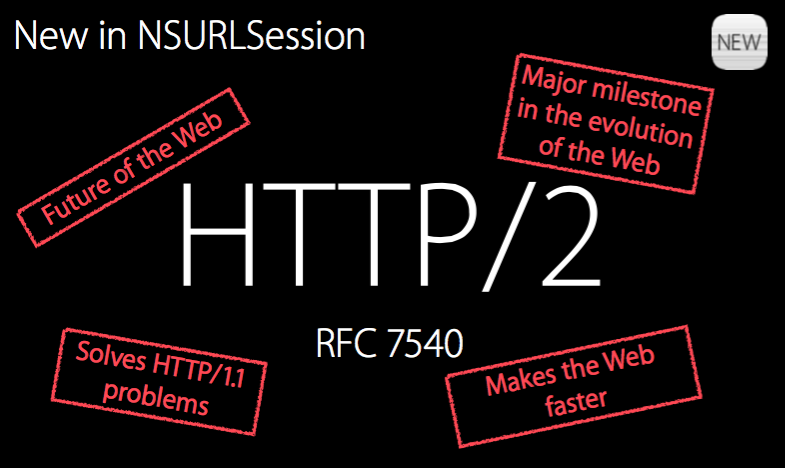 New in NSURLSession
NEW
Future of the Web
Major milestone
in the evolution
of the Web
HTTP/2
RFC 7540
Solves HTTP/1.1
problems
Makes the Web
faster